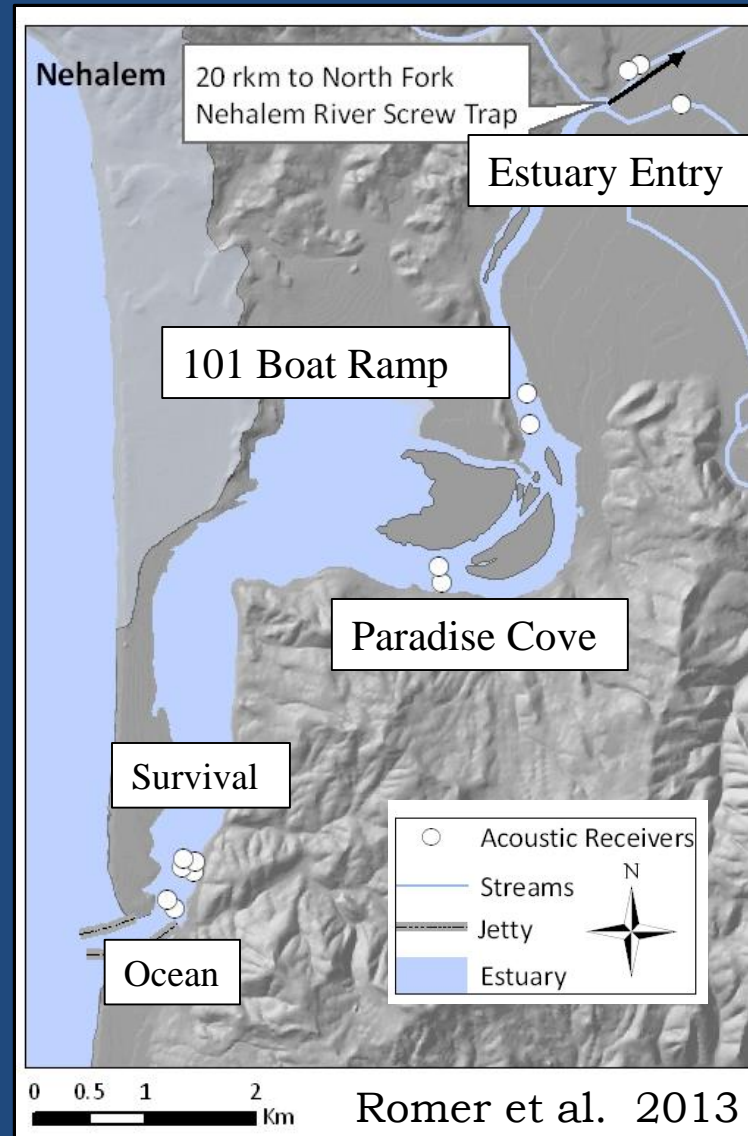 Nehalem
20 rkm to North Fork
Nehalem River Screw Trap
Estuary Entry
101 Boat Ramp
Paradise Cove
Survival
Ocean
Acoustic Receivers
N
Streams
Jetty
Estuary
0 0.5 1 2
Km
Romer et al. 2013